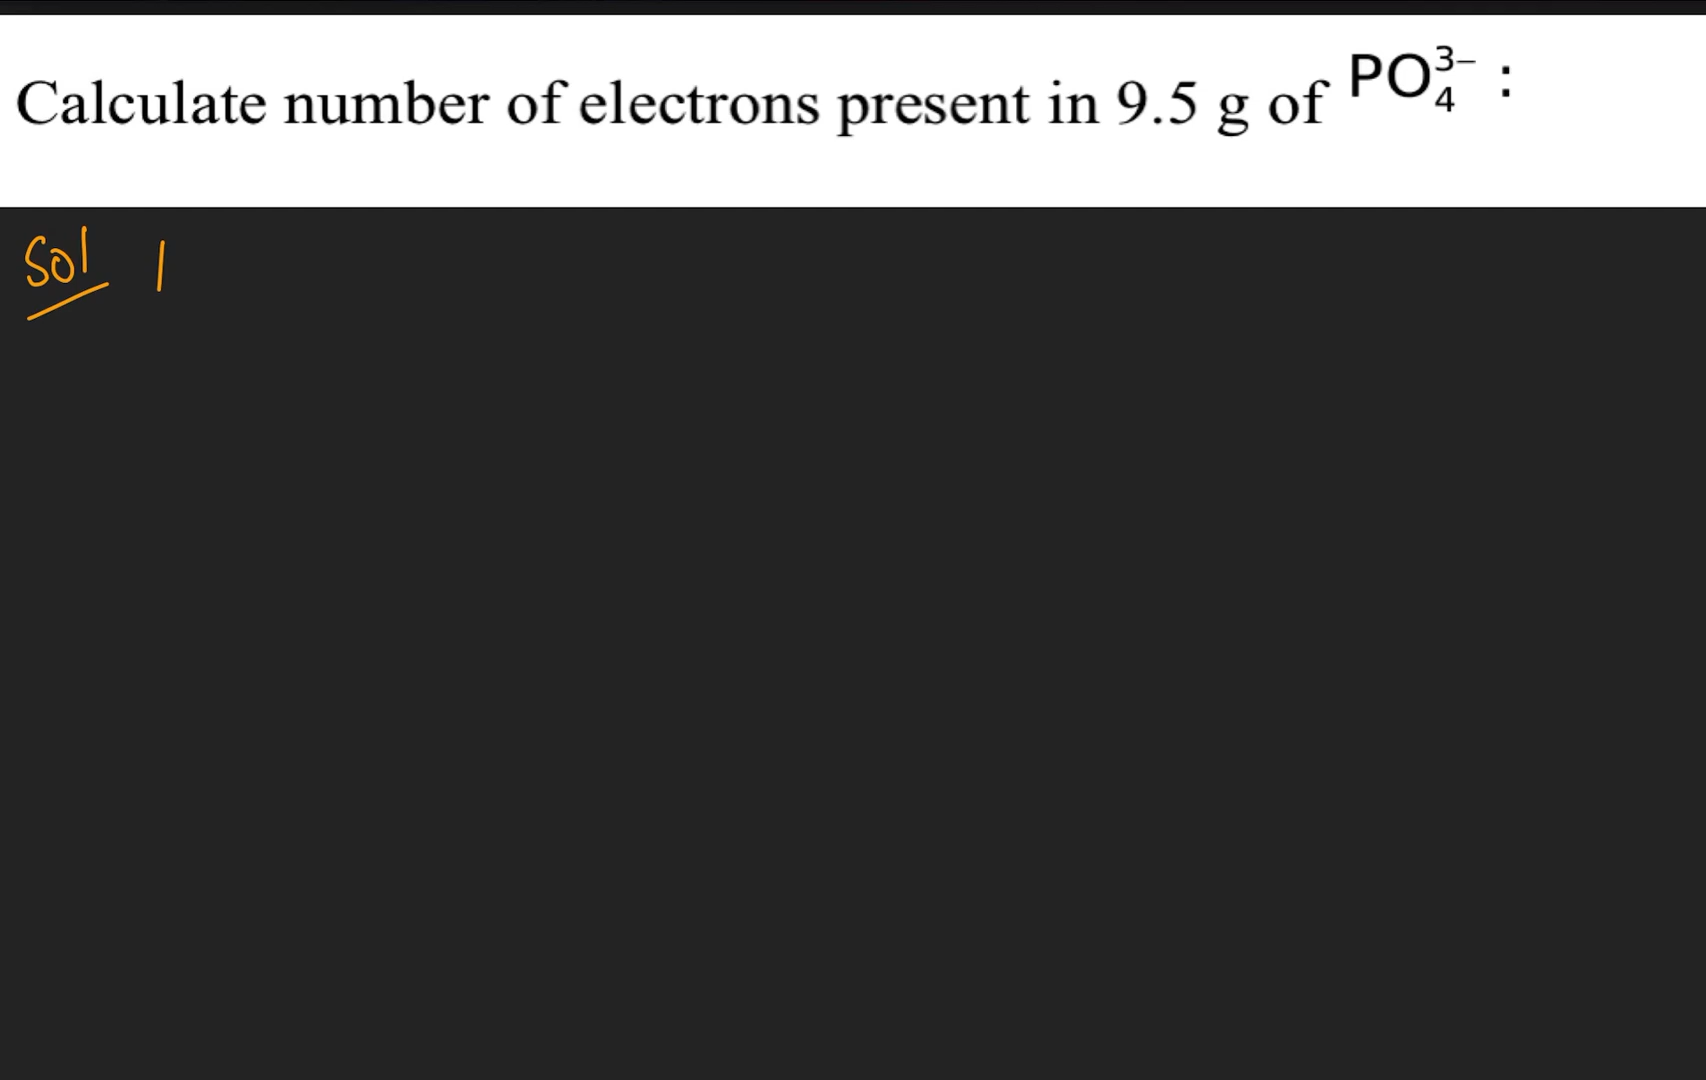 Calculate number of electrons present in 9.5 g of PO₄³⁻ :
Sol |